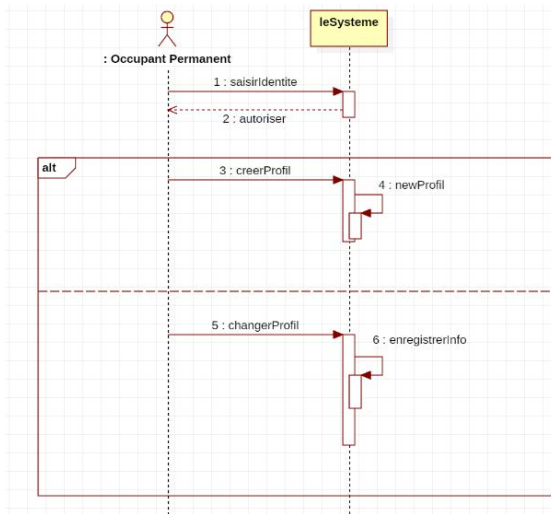 leSysteme
: Occupant Permanent
1 : saisirIdentite
2 : autoriser
alt
3 : creerProfil
4 : newProfil
5 : changerProfil
6 : enregistrerInfo